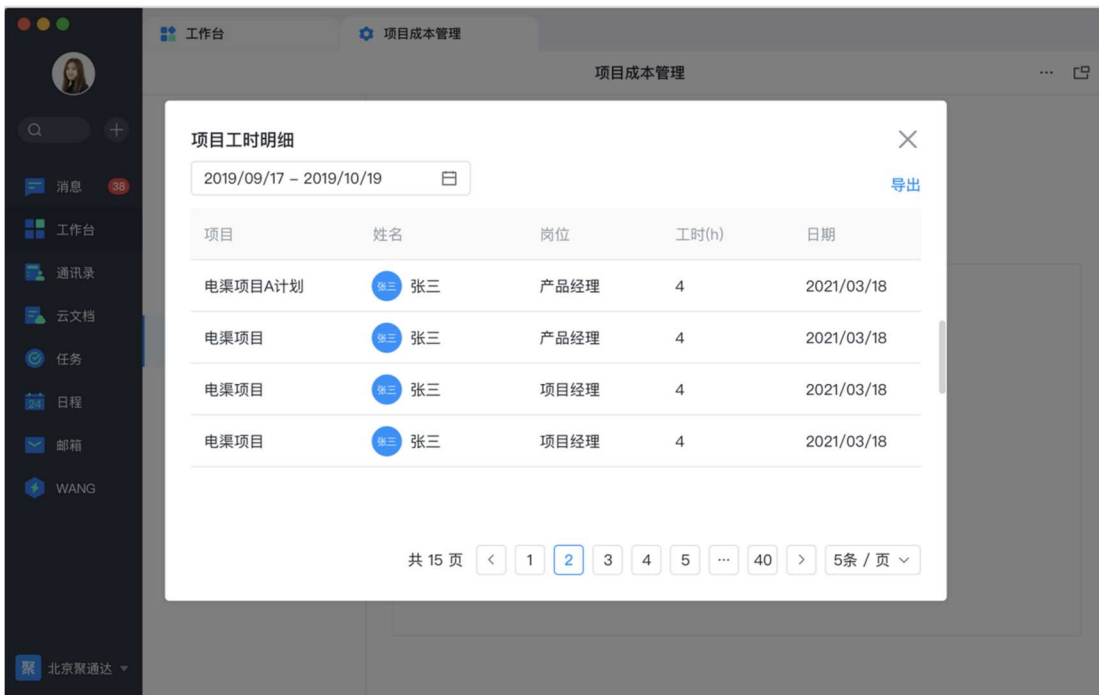 工作台
项目成本管理
项目成本管理
消息 38
工作台
通讯录
云文档
任务
24 日程
邮箱
WANG
聚 北京聚通达
项目工时明细
2019/09/17 – 2019/10/19
导出
项目 姓名 岗位 工时(h) 日期
电渠项目A计划 张三 张三 产品经理 4 2021/03/18
电渠项目 张三 张三 产品经理 4 2021/03/18
电渠项目 张三 张三 项目经理 4 2021/03/18
电渠项目 张三 张三 项目经理 4 2021/03/18
共 15 页 < 1 2 3 4 5 ··· 40 > 5条 / 页